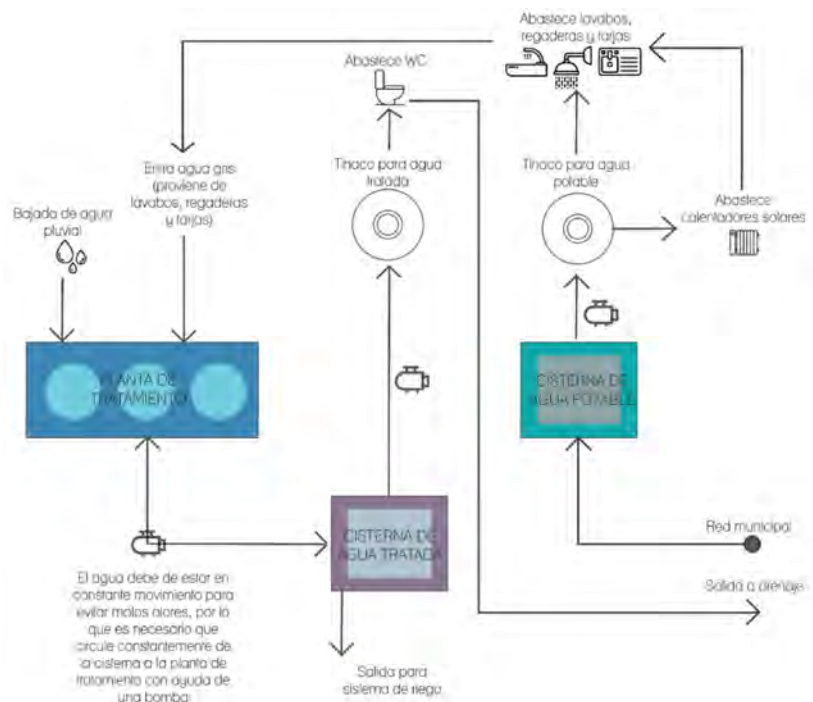 Abastece lavabos,
regaderas y tarjas
Abastece WC
Entra agua gris
(proviene de
lavabos, regaderas
y tarjas)
Tinaco para agua
tratada
Tinaco para agua
potable
Bajada de agua
pluvial
Abastece
calentadores solares
PLANTA DE
TRATAMIENTO
CISTERNA DE
AGUA POTABLE
CISTERNA DE
AGUA TRATADA
Red municipal
Salida a drenaje
El agua debe de estar en
constante movimiento para
evitar malos olores, por lo
que es necesario que
circule constantemente de
la cisterna a la planta de
tratamiento con ayuda de
una bomba
Salida para
sistema de riego